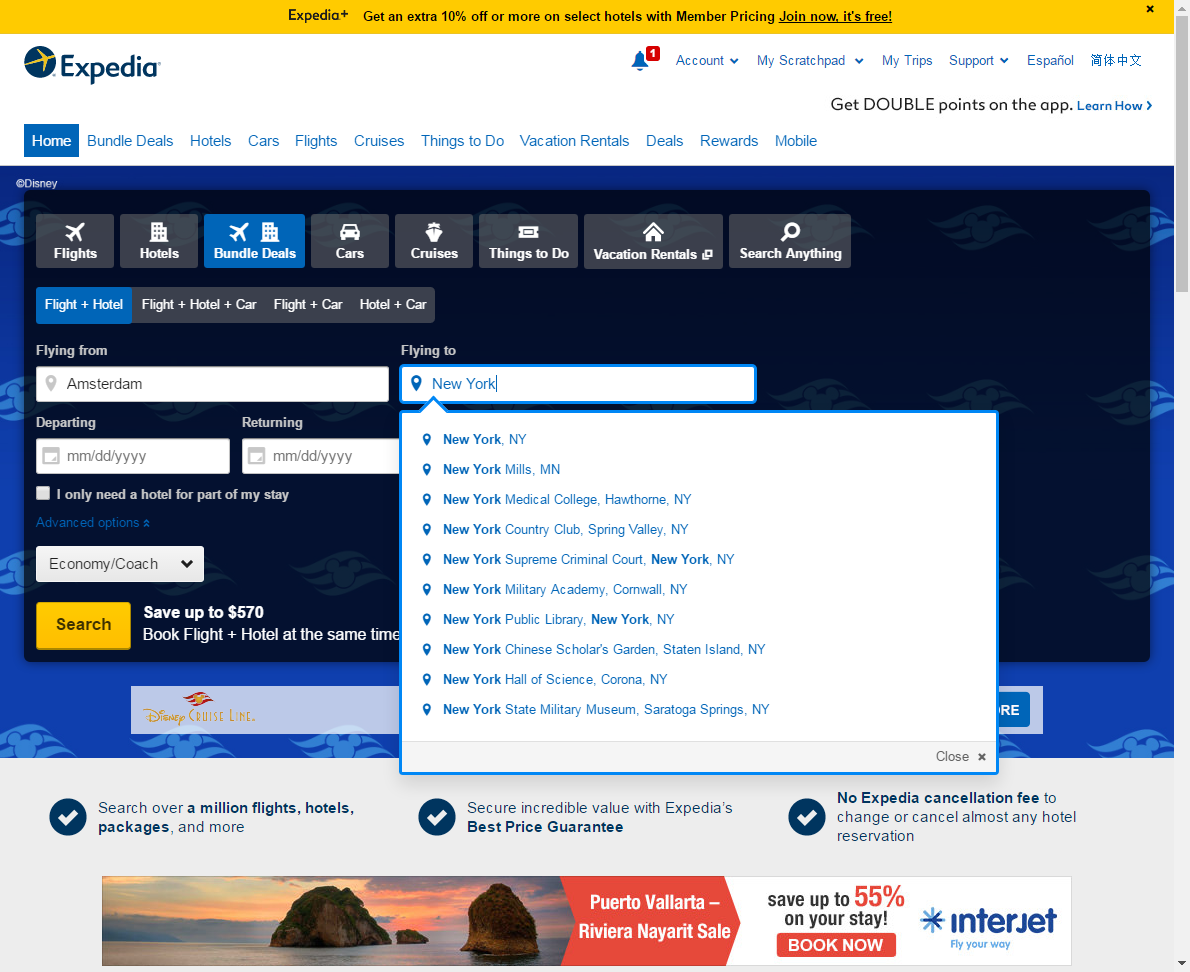 Expedia+ Get an extra 10% off or more on select hotels with Member Pricing Join now, it's free!
Expedia
1
Account My Scratchpad My Trips Support Español 简体中文
Get DOUBLE points on the app. Learn How
Home Bundle Deals Hotels Cars Flights Cruises Things to Do Vacation Rentals Deals Rewards Mobile
©Disney
Flights Hotels Bundle Deals Cars Cruises Things to Do Vacation Rentals Search Anything
Flight + Hotel Flight + Hotel + Car Flight + Car Hotel + Car
Flying from Flying to
Amsterdam New York
Departing Returning
mm/dd/yyyy mm/dd/yyyy
I only need a hotel for part of my stay
Advanced options
Economy/Coach
Search
Save up to $570
Book Flight + Hotel at the same time
New York, NY
New York Mills, MN
New York Medical College, Hawthorne, NY
New York Country Club, Spring Valley, NY
New York Supreme Criminal Court, New York, NY
New York Military Academy, Cornwall, NY
New York Public Library, New York, NY
New York Chinese Scholar's Garden, Staten Island, NY
New York Hall of Science, Corona, NY
New York State Military Museum, Saratoga Springs, NY
Close
DISNEY CRUISE LINE.
RE
Search over a million flights, hotels,
packages, and more
Secure incredible value with Expedia's
Best Price Guarantee
No Expedia cancellation fee to
change or cancel almost any hotel
reservation
Puerto Vallarta –
Riviera Nayarit Sale
save up to 55%
on your stay!
BOOK NOW
interjet
Fly your way